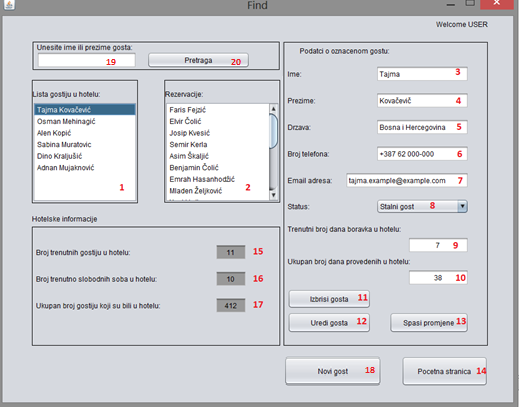 Find
Welcome USER
Unesite ime ili prezime gosta:
19
Pretraga 20
Lista gostiju u hotelu:
Tajma Kovačević
Osman Mehinagić
Alen Kopić
Sabina Muratovic
Dino Kraljušić
Adnan Mujaknović
1
Rezervacije:
Faris Fejzić
Elvir Čolić
Josip Kvesić
Semir Kerla
Asim Škaljić
Benjamin Čolić
Emrah Hasanhodžić
Mladen Željković
2
Hotelske informacije
Broj trenutnih gostiju u hotelu: 11 15
Broj trenutno slobodnih soba u hotelu: 10 16
Ukupan broj gostiju koji su bili u hotelu: 412 17
Podatci o oznacenom gostu:
Ime: Tajma 3
Prezime: Kovačevič 4
Drzava: Bosna i Hercegovina 5
Broj telefona: +387 62 000-000 6
Email adresa: tajma.example@example.com 7
Status: Stalni gost 8
Trenutni broj dana boravka u hotelu:
7 9
Ukupan broj dana provedenih u hotelu:
38 10
Izbrisi gosta 11
Uredi gosta 12 Spasi promjene 13
Novi gost 18 Pocetna stranica 14